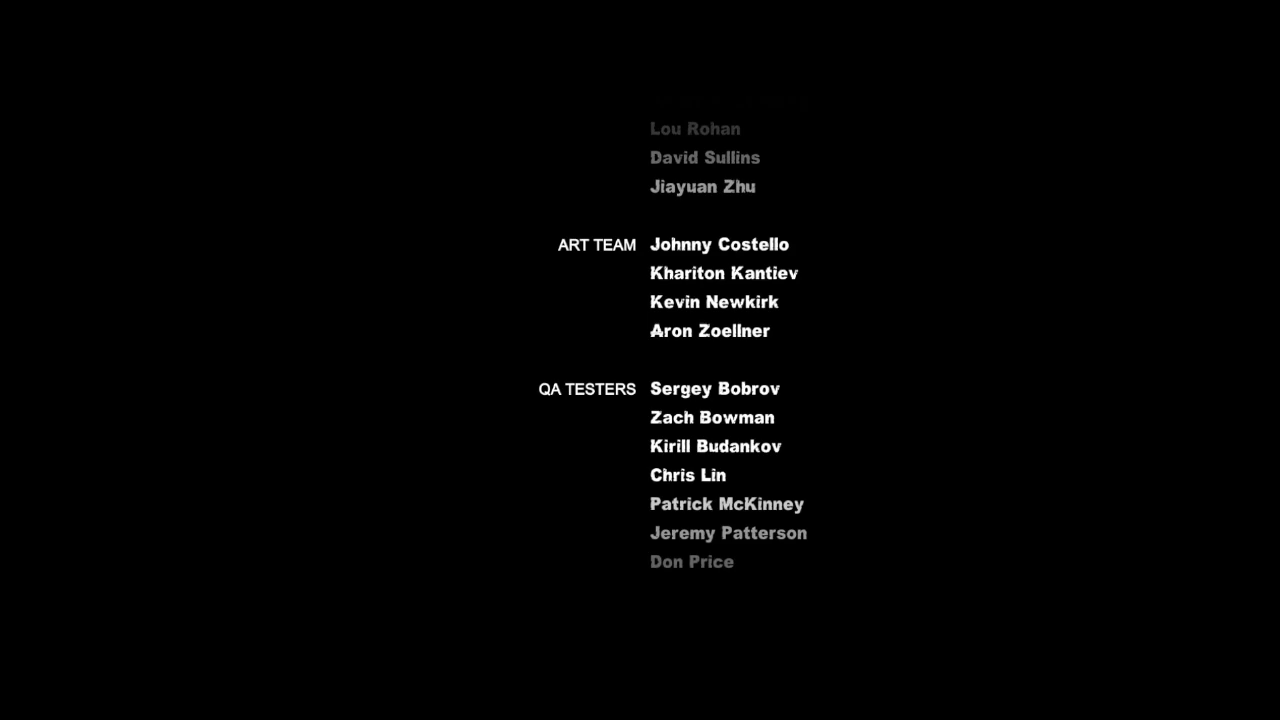 Lou Rohan
David Sullins
Jiayuan Zhu
ART TEAM Johnny Costello
Khariton Kantiev
Kevin Newkirk
Aron Zoellner
QA TESTERS Sergey Bobrov
Zach Bowman
Kirill Budankov
Chris Lin
Patrick McKinney
Jeremy Patterson
Don Price